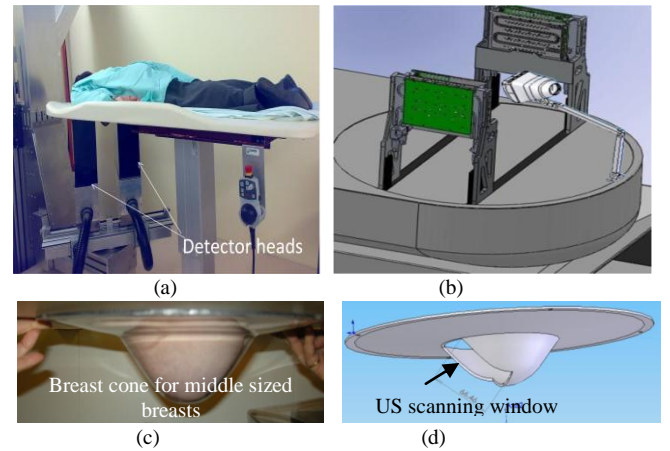 Detector heads
(a)
(b)
Breast cone for middle sized
breasts
(c)
US scanning window
(d)